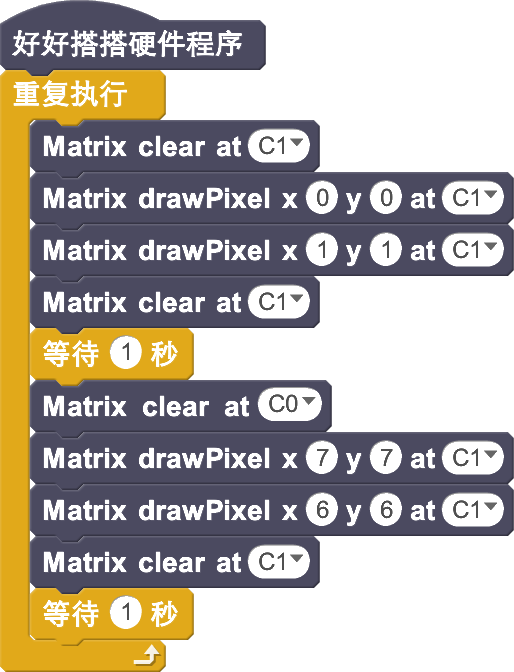 好好搭搭硬件程序
重复执行
Matrix clear at C1
Matrix drawPixel x 0 y 0 at C1
Matrix drawPixel x 1 y 1 at C1
Matrix clear at C1
等待 1 秒
Matrix clear at C0
Matrix drawPixel x 7 y 7 at C1
Matrix drawPixel x 6 y 6 at C1
Matrix clear at C1
等待 1 秒